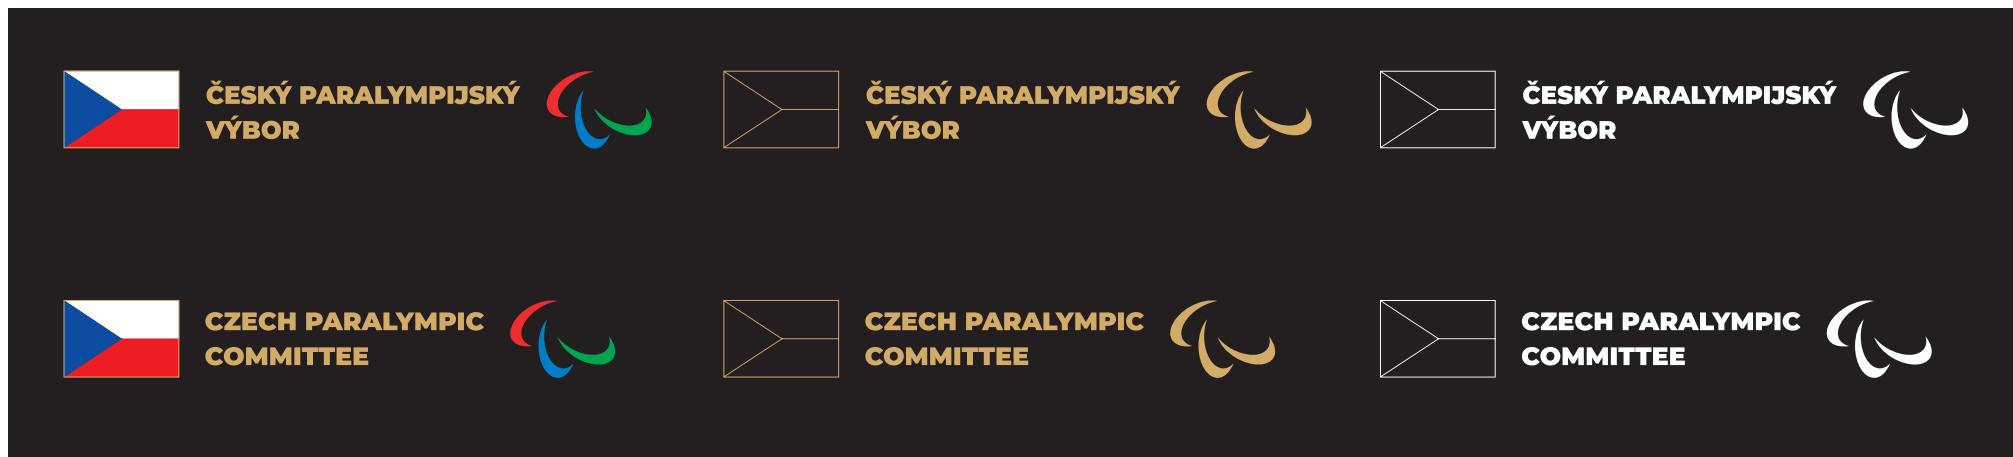 ČESKÝ PARALYMPIJSKÝ
VÝBOR
ČESKÝ PARALYMPIJSKÝ
VÝBOR
ČESKÝ PARALYMPIJSKÝ
VÝBOR
CZECH PARALYMPIC
COMMITTEE
CZECH PARALYMPIC
COMMITTEE
CZECH PARALYMPIC
COMMITTEE